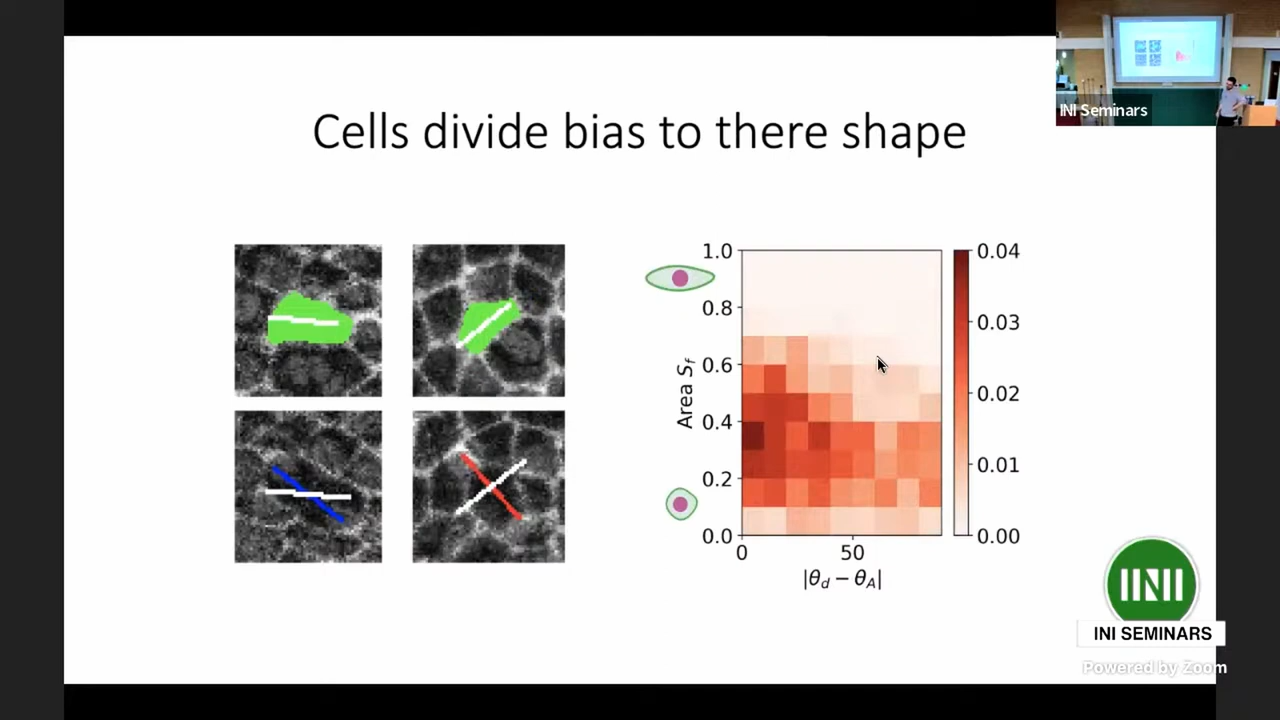 INI Seminars
Cells divide bias to there shape
Area S_f
1.0
0.8
0.6
0.4
0.2
0.0
0
50
|θ_d − θ_A|
0.04
0.03
0.02
0.01
0.00
INI
INI SEMINARS
Powered by Zoom